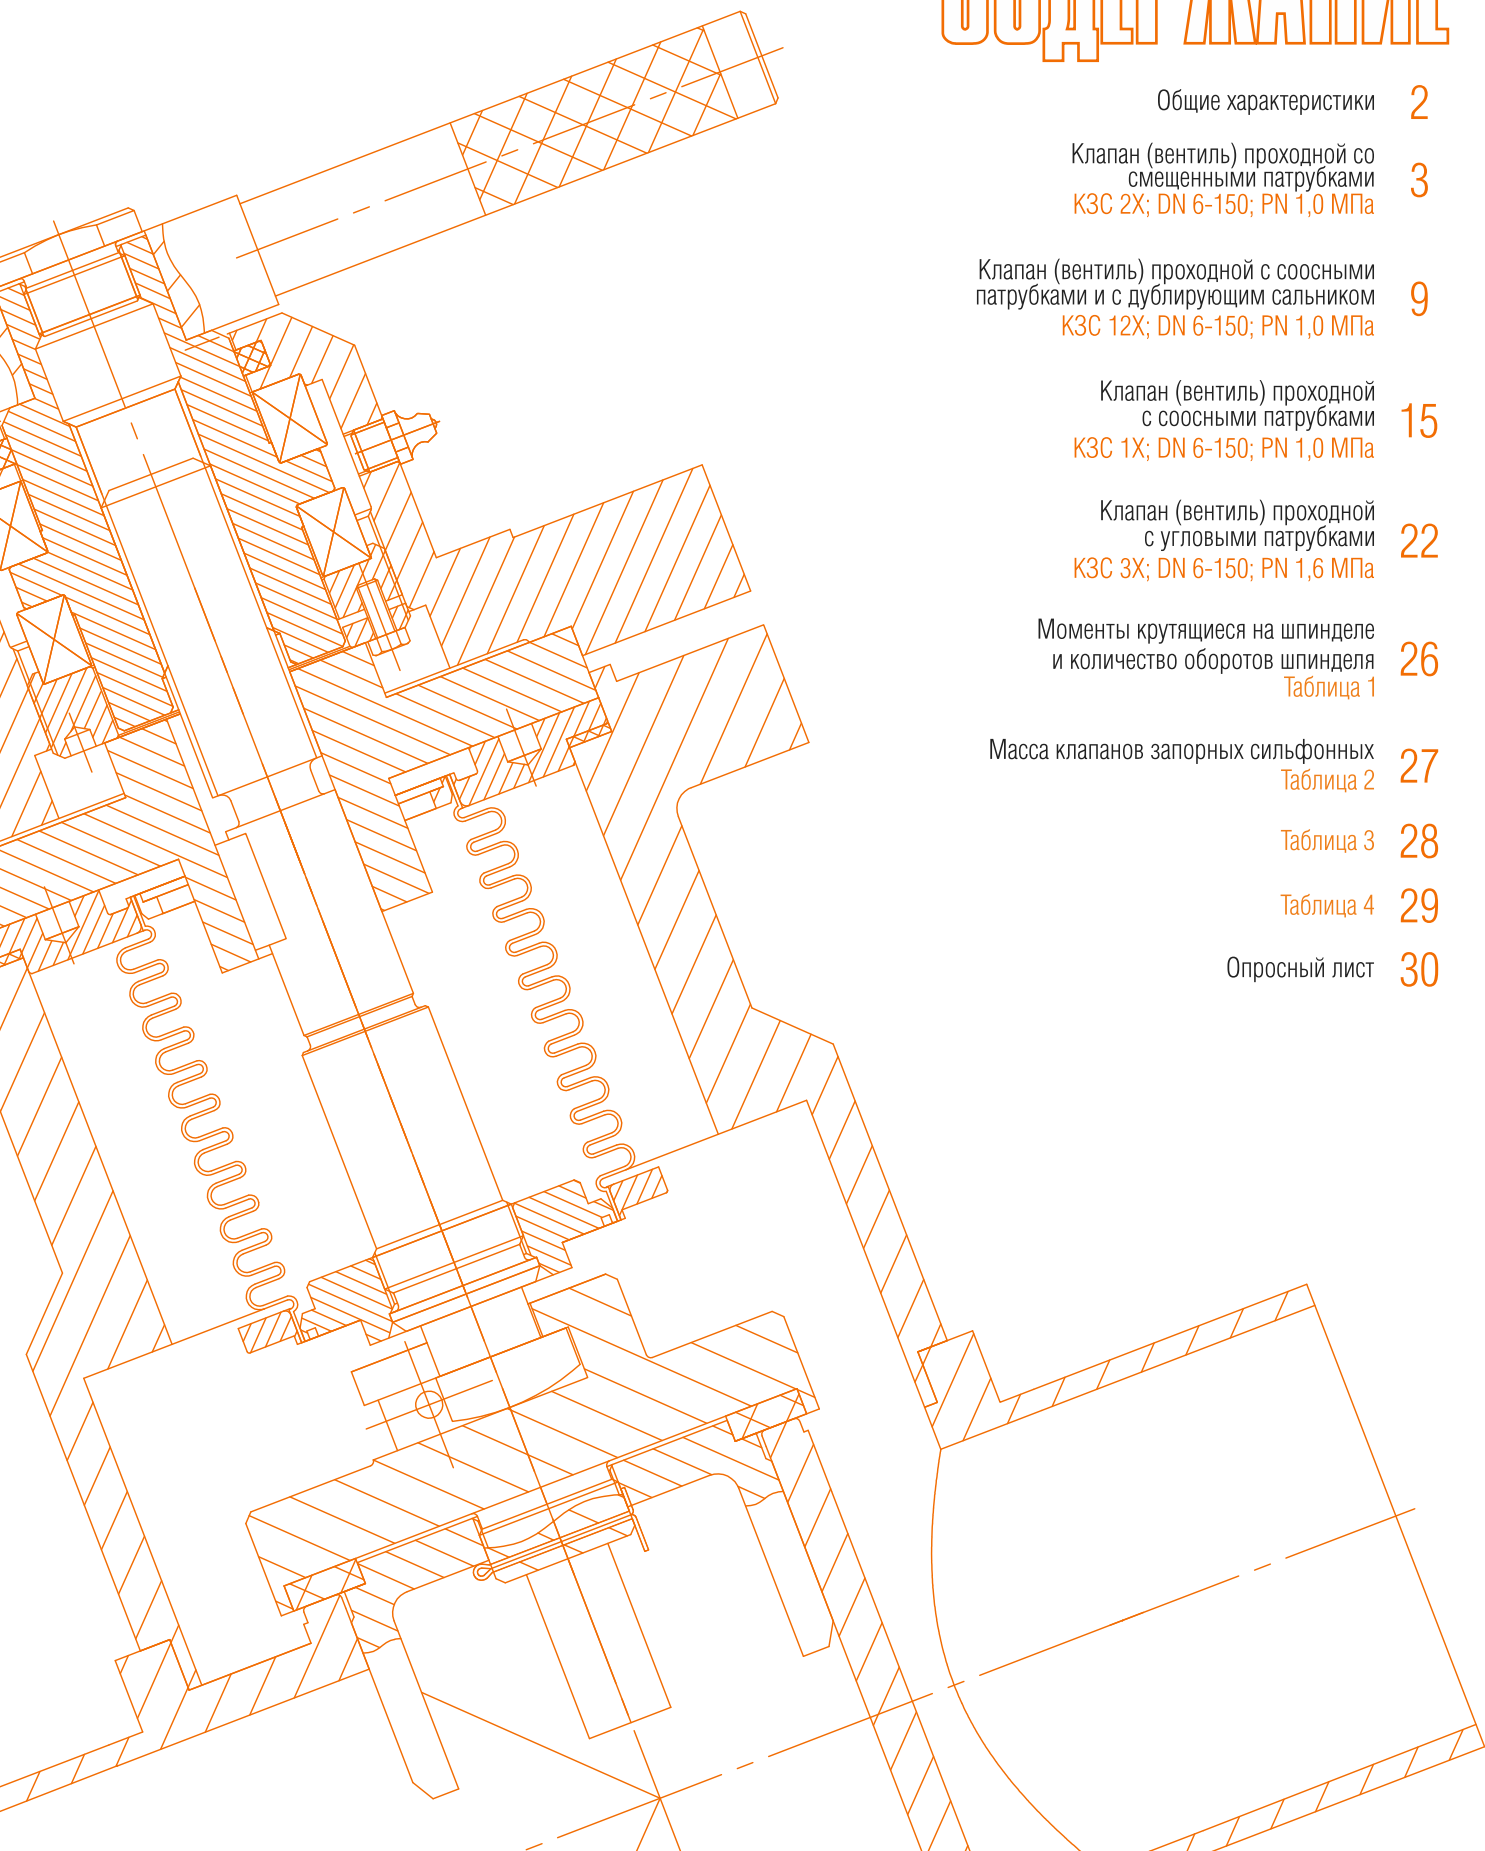 СОДЕРЖАНИЕ
Общие характеристики 2
Клапан (вентиль) проходной со
смещенными патрубками 3
КЗС 2Х; DN 6-150; PN 1,0 МПа
Клапан (вентиль) проходной с соосными
патрубками и с дублирующим сальником 9
КЗС 12Х; DN 6-150; PN 1,0 МПа
Клапан (вентиль) проходной
с соосными патрубками 15
КЗС 1Х; DN 6-150; PN 1,0 МПа
Клапан (вентиль) проходной
с угловыми патрубками 22
КЗС 3Х; DN 6-150; PN 1,6 МПа
Моменты крутящиеся на шпинделе
и количество оборотов шпинделя 26
Таблица 1
Масса клапанов запорных сильфонных 27
Таблица 2
Таблица 3 28
Таблица 4 29
Опросный лист 30